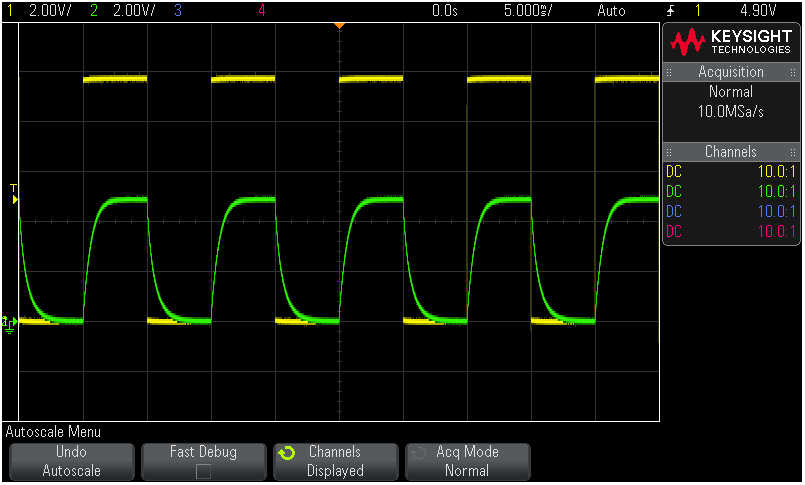 1 2.00V/ 2 2.00V/ 3 4 0.0s 5.000ms/ Auto 1 4.90V
KEYSIGHT
TECHNOLOGIES
Acquisition
Normal
10.0MSa/s
Channels
DC 10.0:1
DC 10.0:1
DC 10.0:1
DC 10.0:1
T
Autoscale Menu
Undo
Autoscale
Fast Debug
Channels
Displayed
Acq Mode
Normal